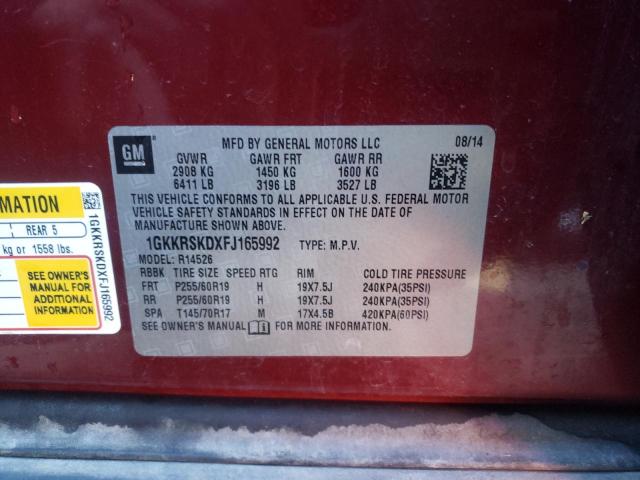 GM
MFD BY GENERAL MOTORS LLC 08/14
GVWR GAWR FRT GAWR RR
2908 KG 1450 KG 1600 KG
6411 LB 3196 LB 3527 LB
THIS VEHICLE CONFORMS TO ALL APPLICABLE U.S. FEDERAL MOTOR
VEHICLE SAFETY STANDARDS IN EFFECT ON THE DATE OF
MANUFACTURE SHOWN ABOVE.
1GKKRSKDXFJ165992 TYPE: M.P.V.
MODEL: R14526
RBBK TIRE SIZE SPEED RTG RIM COLD TIRE PRESSURE
FRT P255/60R19 H 19X7.5J 240KPA(35PSI)
RR P255/60R19 H 19X7.5J 240KPA(35PSI)
SPA T145/70R17 M 17X4.5B 420KPA(60PSI)
SEE OWNER'S MANUAL FOR MORE INFORMATION.
MATION
REAR 5
kg or 1558 lbs.
SEE OWNER'S
MANUAL FOR
ADDITIONAL
INFORMATION
1GKKRSKDXFJ165992